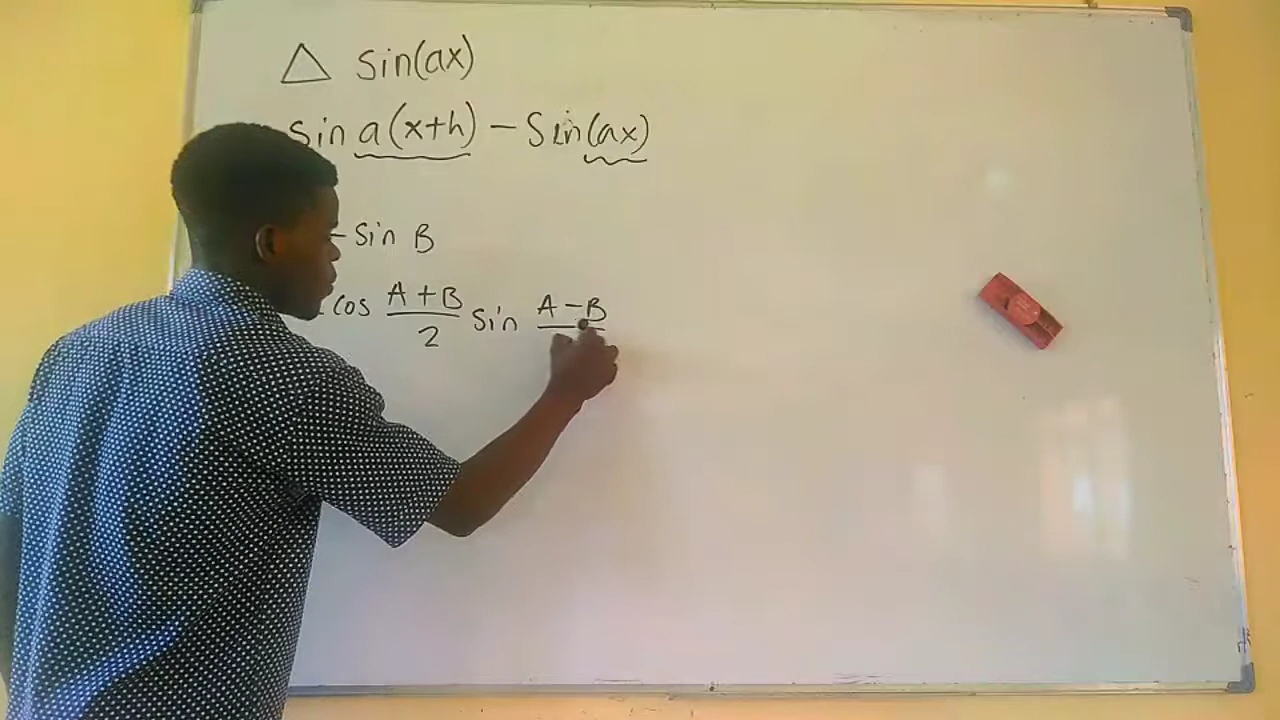 △ sin(ax)
sin a(x+h) - Sin(ax)
- sin B
cos A+B/2 sin A-B